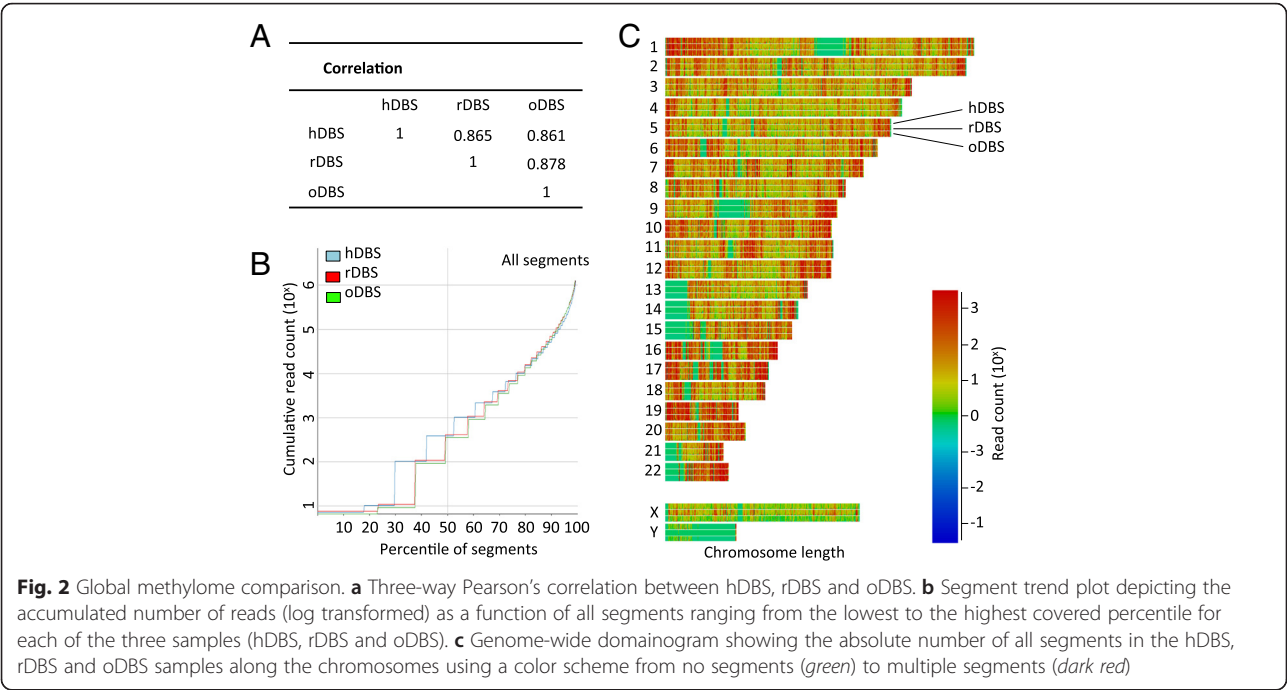 A
Correlation
hDBS rDBS oDBS
hDBS 1 0.865 0.861
rDBS 1 0.878
oDBS 1
B
hDBS
rDBS
oDBS
All segments
Cumulative read count (10ˣ)
6
5
4
3
2
1
10 20 30 40 50 60 70 80 90 100
Percentile of segments
C
1
2
3
4
5
6
7
8
9
10
11
12
13
14
15
16
17
18
19
20
21
22
X
Y
hDBS
rDBS
oDBS
Chromosome length
3
2
1
0
-3
-2
-1
Read count (10ˣ)
Fig. 2 Global methylome comparison. a Three-way Pearson's correlation between hDBS, rDBS and oDBS. b Segment trend plot depicting the
accumulated number of reads (log transformed) as a function of all segments ranging from the lowest to the highest covered percentile for
each of the three samples (hDBS, rDBS and oDBS). c Genome-wide domainogram showing the absolute number of all segments in the hDBS,
rDBS and oDBS samples along the chromosomes using a color scheme from no segments (green) to multiple segments (dark red)